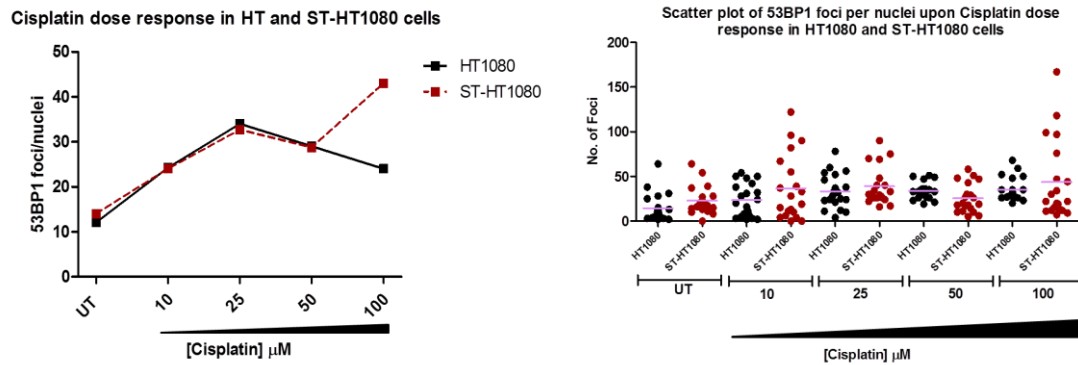 Cisplatin dose response in HT and ST-HT1080 cells
50
40
30
20
10
0
53BP1 foci/nuclei
HT1080
ST-HT1080
UT
10
25
50
100
[Cisplatin] μM
Scatter plot of 53BP1 foci per nuclei upon Cisplatin dose
response in HT1080 and ST-HT1080 cells
200
150
100
50
0
No. of Foci
HT1080
ST-HT1080
HT1080
ST-HT1080
HT1080
ST-HT1080
HT1080
ST-HT1080
HT1080
ST-HT1080
UT
10
25
50
100
[Cisplatin] μM